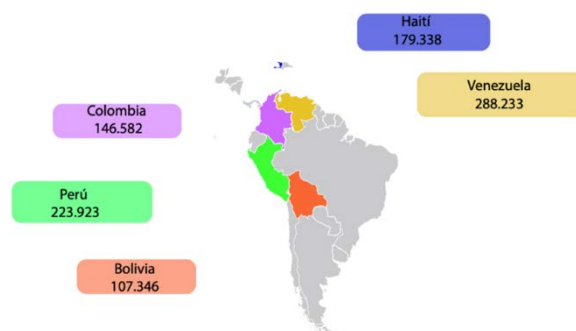 Haití
179.338
Venezuela
288.233
Colombia
146.582
Perú
223.923
Bolivia
107.346